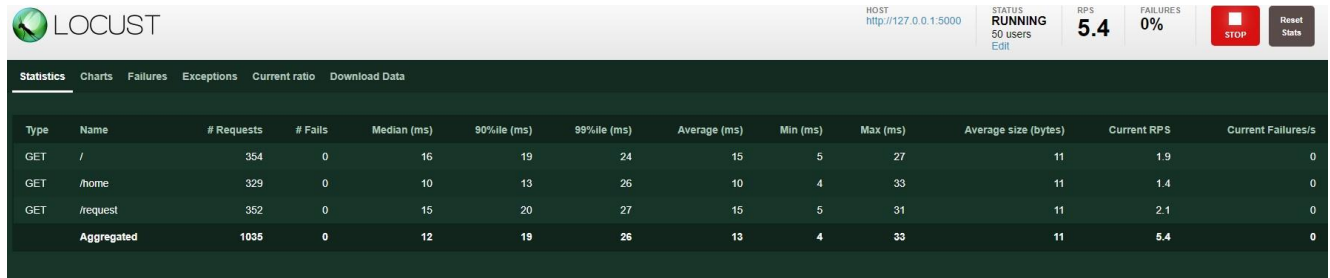 LOCUST
HOST
http://127.0.0.1:5000
STATUS
RUNNING
50 users
Edit
RPS
5.4
FAILURES
0%
STOP
Reset
Stats
Statistics Charts Failures Exceptions Current ratio Download Data
Type Name # Requests # Fails Median (ms) 90%ile (ms) 99%ile (ms) Average (ms) Min (ms) Max (ms) Average size (bytes) Current RPS Current Failures/s
GET / 354 0 16 19 24 15 5 27 11 1.9 0
GET /home 329 0 10 13 26 10 4 33 11 1.4 0
GET /request 352 0 15 20 27 15 5 31 11 2.1 0
Aggregated 1035 0 12 19 26 13 4 33 11 5.4 0